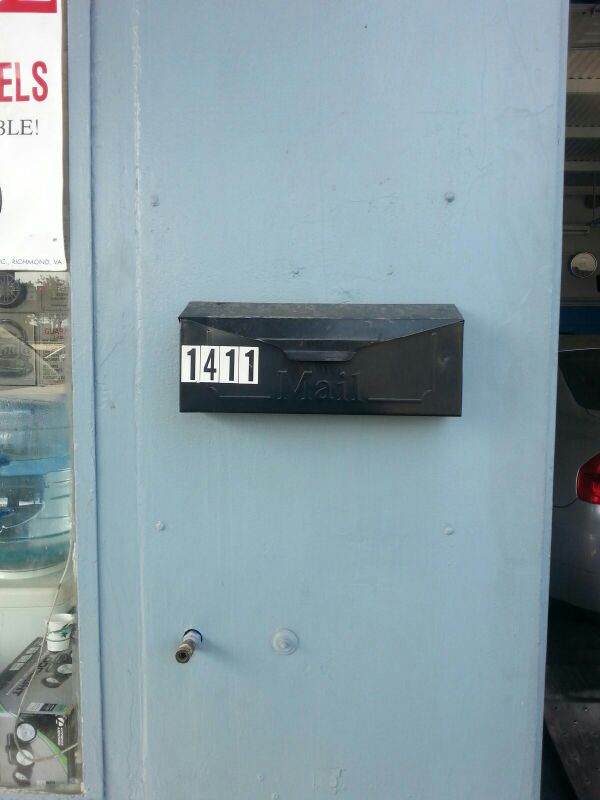 ELS
BLE!
C., RICHMOND, VA
1411
Mail